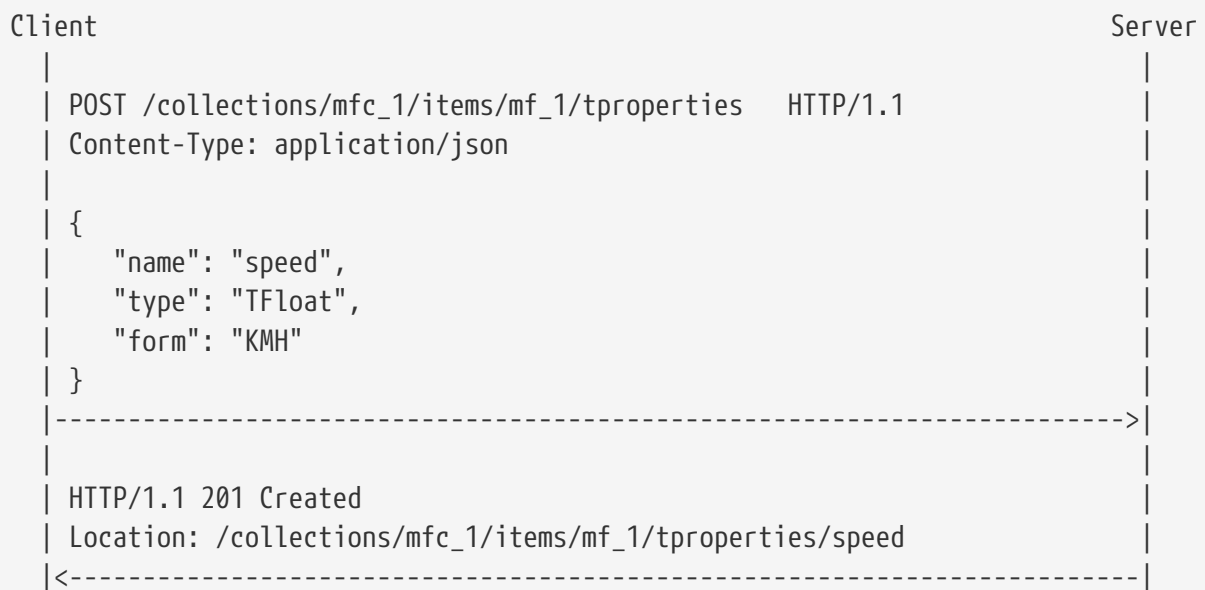 Client                                                                     Server
  |                                                                          |
  | POST /collections/mfc_1/items/mf_1/tproperties   HTTP/1.1                |
  | Content-Type: application/json                                           |
  |                                                                          |
  | {                                                                        |
  |    "name": "speed",                                                      |
  |    "type": "TFloat",                                                     |
  |    "form": "KMH"                                                         |
  | }                                                                        |
  |------------------------------------------------------------------------->|
  |                                                                          |
  | HTTP/1.1 201 Created                                                     |
  | Location: /collections/mfc_1/items/mf_1/tproperties/speed                |
  |<-------------------------------------------------------------------------|